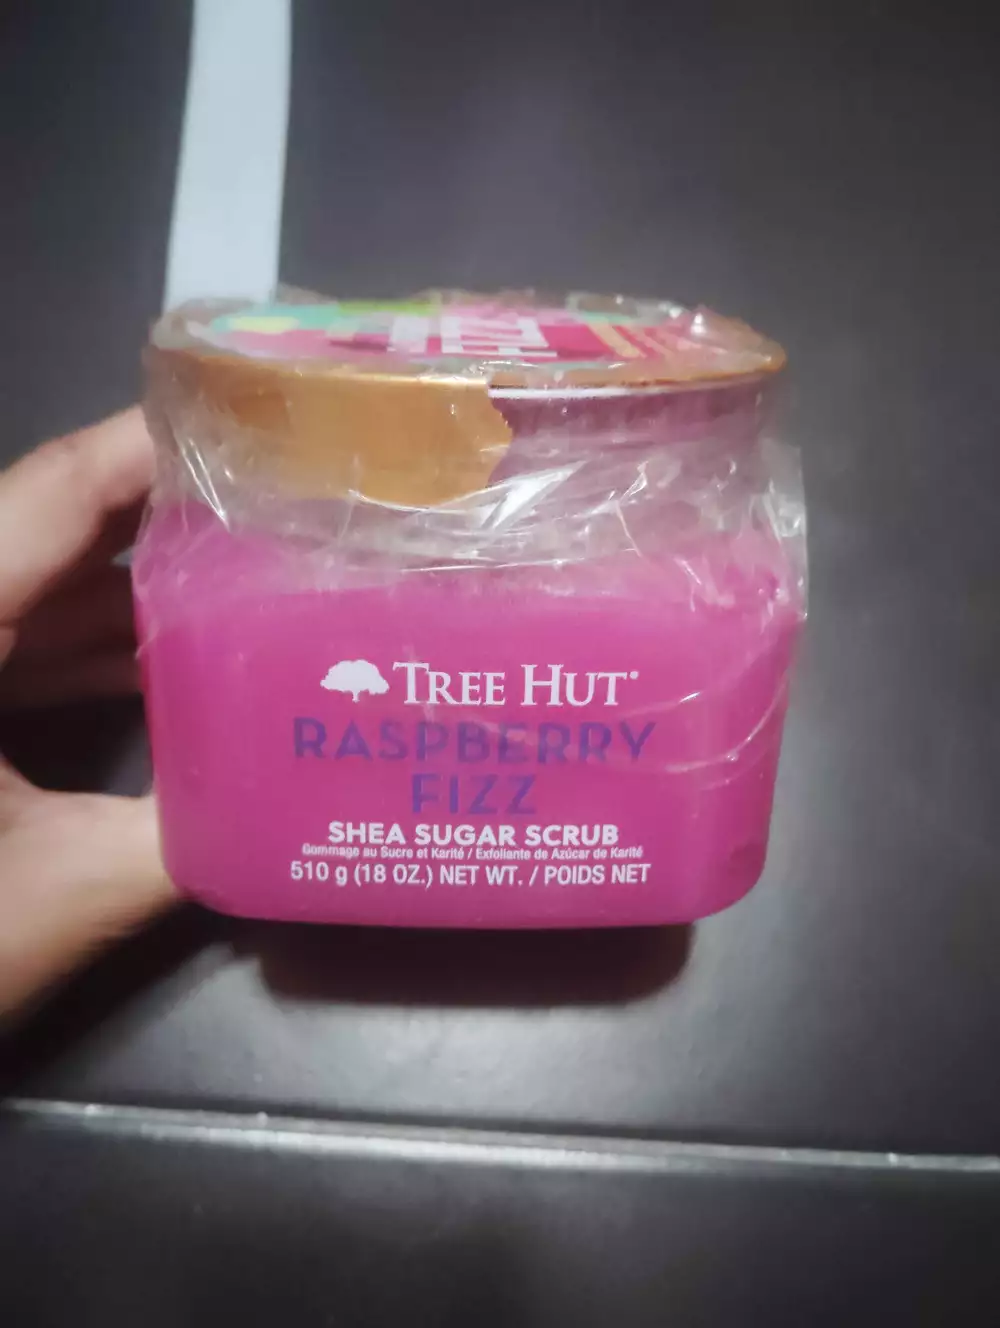 FIZZ
TREE HUT®
RASPBERRY
FIZZ
SHEA SUGAR SCRUB
Gommage au Sucre et Karité / Exfoliante de Azúcar de Karité
510 g (18 OZ.) NET WT. / POIDS NET